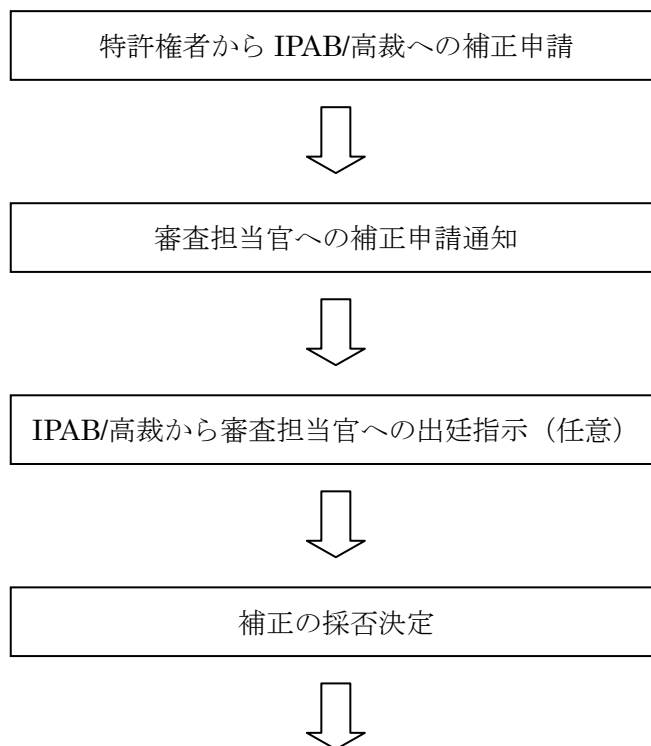 特許権者から IPAB/高裁への補正申請
審査担当官への補正申請通知
IPAB/高裁から審査担当官への出廷指示（任意）
補正の採否決定